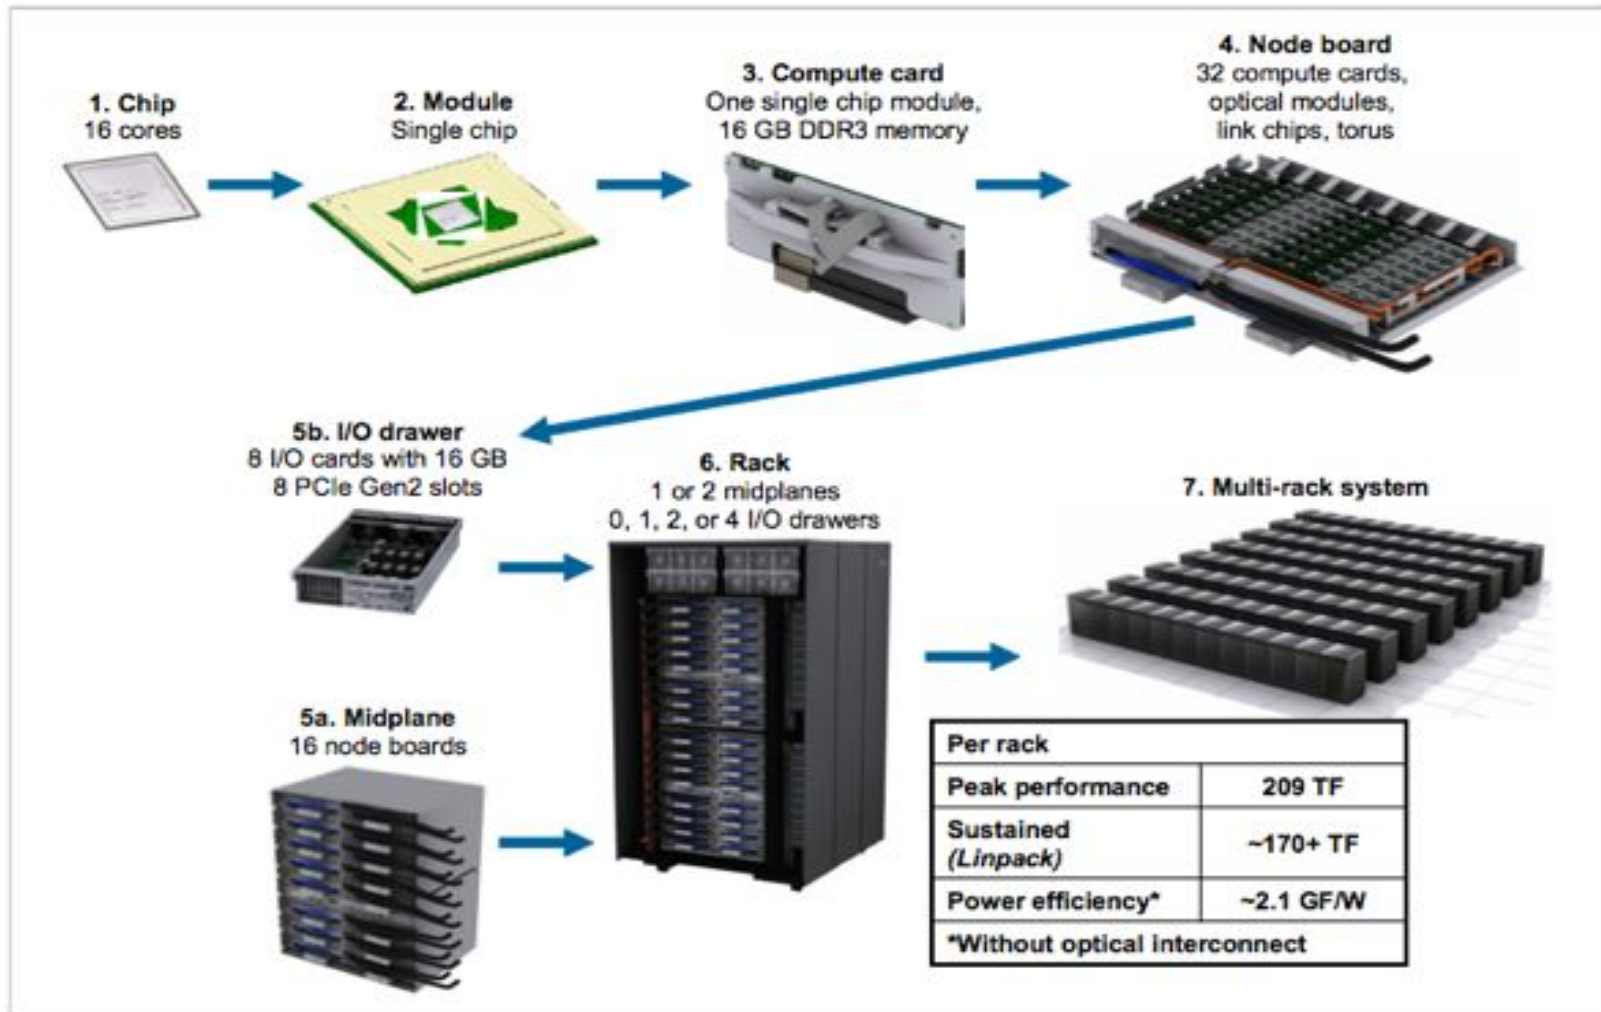 1. Chip
16 cores
2. Module
Single chip
3. Compute card
One single chip module,
16 GB DDR3 memory
4. Node board
32 compute cards,
optical modules,
link chips, torus
5b. I/O drawer
8 I/O cards with 16 GB
8 PCIe Gen2 slots
6. Rack
1 or 2 midplanes
0, 1, 2, or 4 I/O drawers
7. Multi-rack system
5a. Midplane
16 node boards
Per rack
Peak performance 209 TF
Sustained
(Linpack) ~170+ TF
Power efficiency* ~2.1 GF/W
*Without optical interconnect